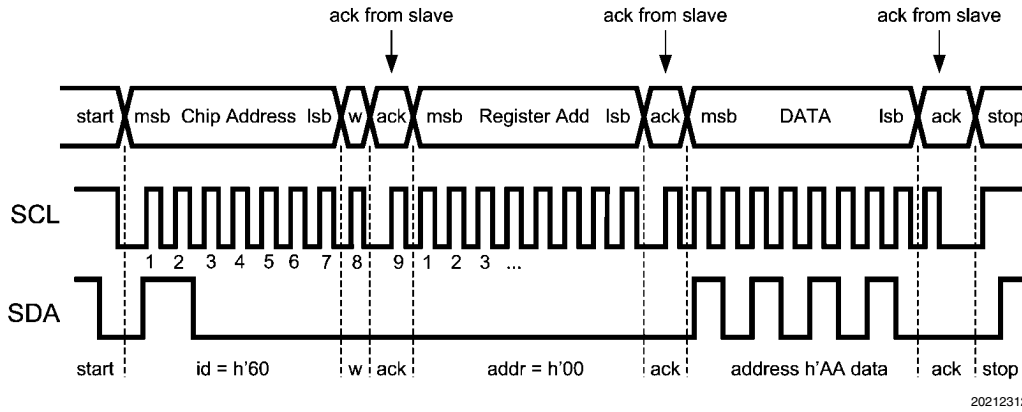 ack from slave ack from slave ack from slave
start msb Chip Address lsb w ack msb Register Add lsb ack msb DATA lsb ack stop
SCL
1 2 3 4 5 6 7 8 9 1 2 3 ...
SDA
start id = h'60 w ack addr = h'00 ack address h'AA data ack stop